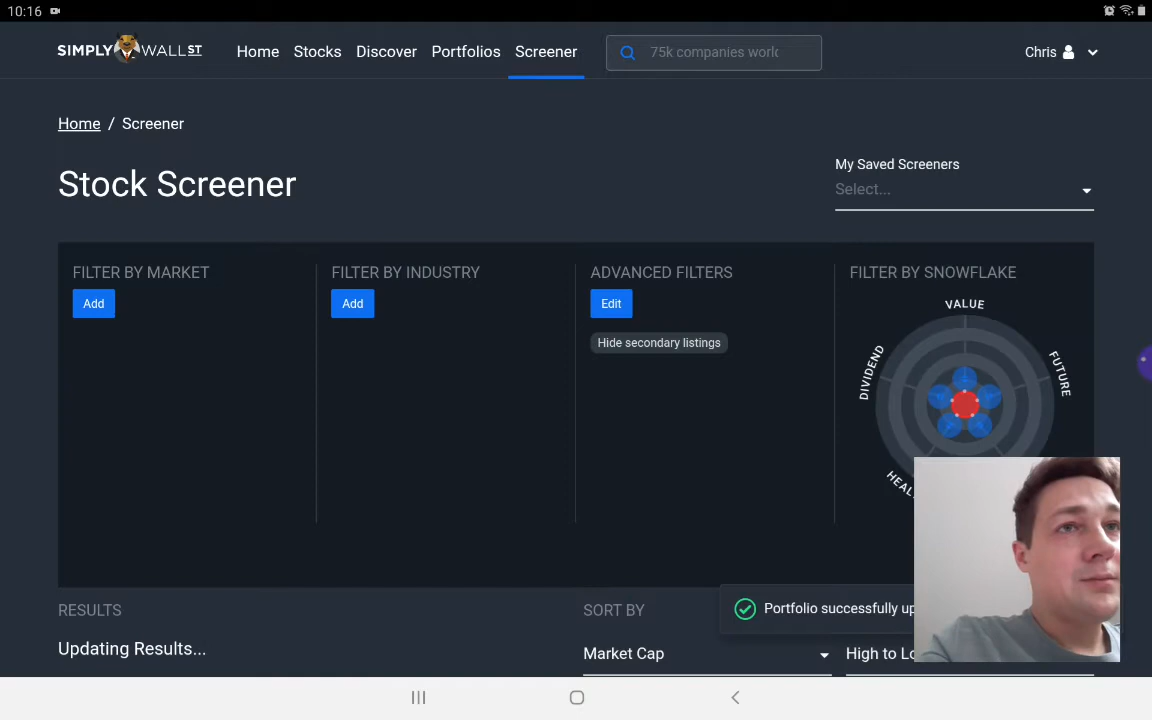 10:16
SIMPLY WALL ST
Home Stocks Discover Portfolios Screener
75k companies world
Chris
Home / Screener
Stock Screener
My Saved Screeners
Select...
FILTER BY MARKET
Add
FILTER BY INDUSTRY
Add
ADVANCED FILTERS
Edit
Hide secondary listings
FILTER BY SNOWFLAKE
VALUE
FUTURE
DIVIDEND
HEAL
RESULTS
Updating Results...
SORT BY
Market Cap
High to Lo
Portfolio successfully up